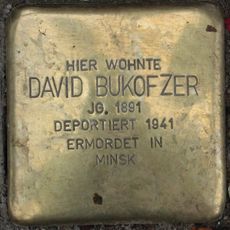 HIER WOHNTE
DAVID BUKOFZER
JG. 1891
DEPORTIERT 1941
ERMORDET IN
MINSK